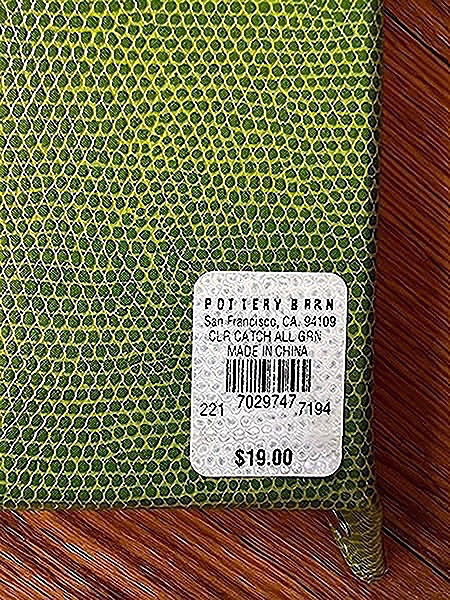 POTTERY BARN
San Francisco, CA. 94109
CLR CATCH ALL GRN
MADE IN CHINA
221 7029747 7194
$19.00